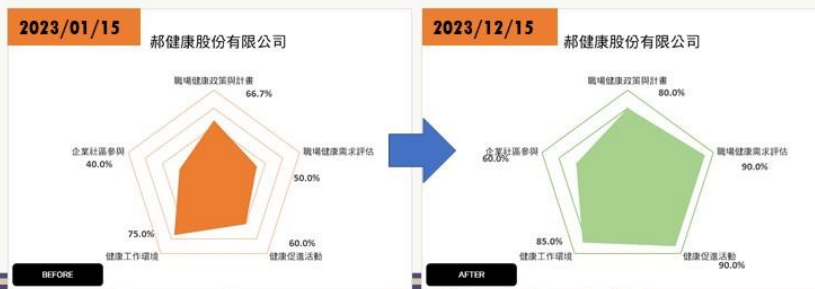 2023/01/15
郝健康股份有限公司
職場健康政策與計畫
66.7%
職場健康需求評估
50.0%
60.0%
健康促進活動
75.0%
健康工作環境
企業社區參與
40.0%
BEFORE
2023/12/15
郝健康股份有限公司
職場健康政策與計畫
80.0%
職場健康需求評估
90.0%
健康促進活動
90.0%
85.0%
健康工作環境
企業社區參與
60.0%
AFTER